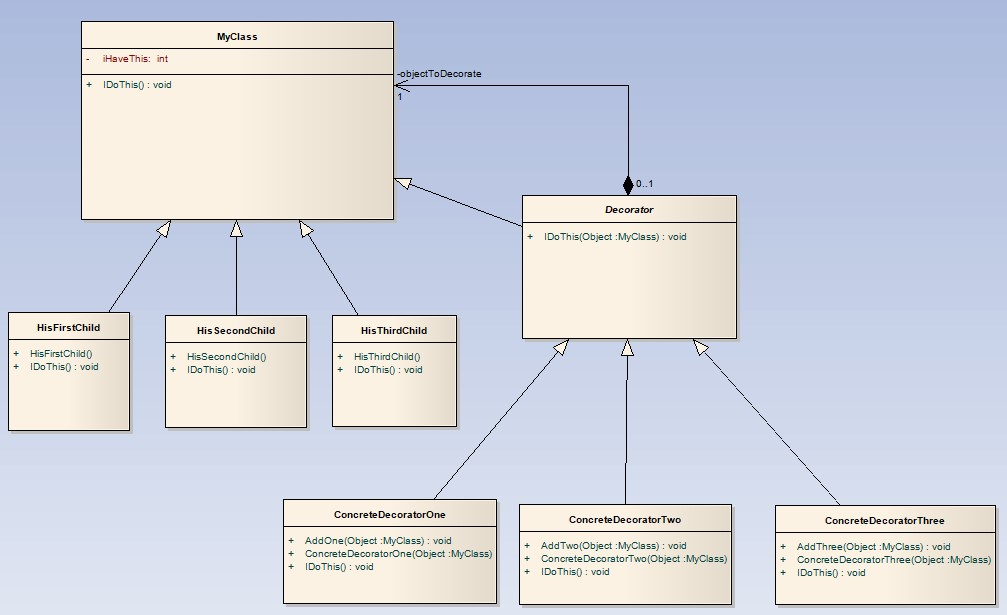 MyClass
- iHaveThis: int
+ IDoThis() : void
-objectToDecorate
1
0..1
Decorator
+ IDoThis(Object :MyClass) : void
HisFirstChild
+ HisFirstChild()
+ IDoThis() : void
HisSecondChild
+ HisSecondChild()
+ IDoThis() : void
HisThirdChild
+ HisThirdChild()
+ IDoThis() : void
ConcreteDecoratorOne
+ AddOne(Object :MyClass) : void
+ ConcreteDecoratorOne(Object :MyClass)
+ IDoThis() : void
ConcreteDecoratorTwo
+ AddTwo(Object :MyClass) : void
+ ConcreteDecoratorTwo(Object :MyClass)
+ IDoThis() : void
ConcreteDecoratorThree
+ AddThree(Object :MyClass) : void
+ ConcreteDecoratorThree(Object :MyClass)
+ IDoThis() : void